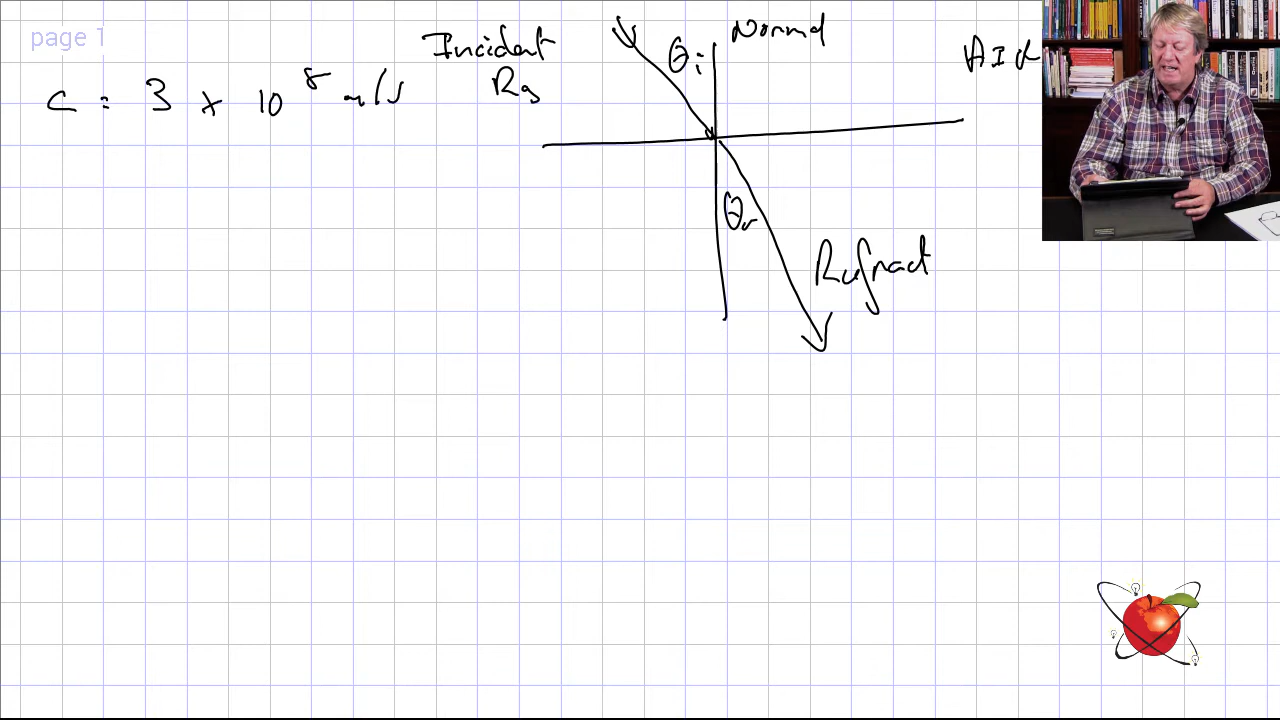 page 1
c = 3 × 10⁸ m/s
Incident
Ray
θi
Normal
Air
θr
Refract